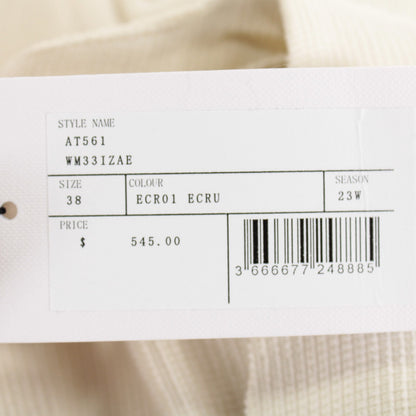 STYLE NAME
AT561
WM33IZAE
SIZE COLOUR SEASON
38 ECR01 ECRU 23W
PRICE
$ 545.00
3 666677 248885